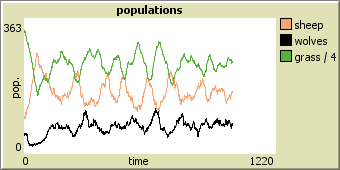 populations
363
pop.
0
0
time
1220
sheep
wolves
grass / 4